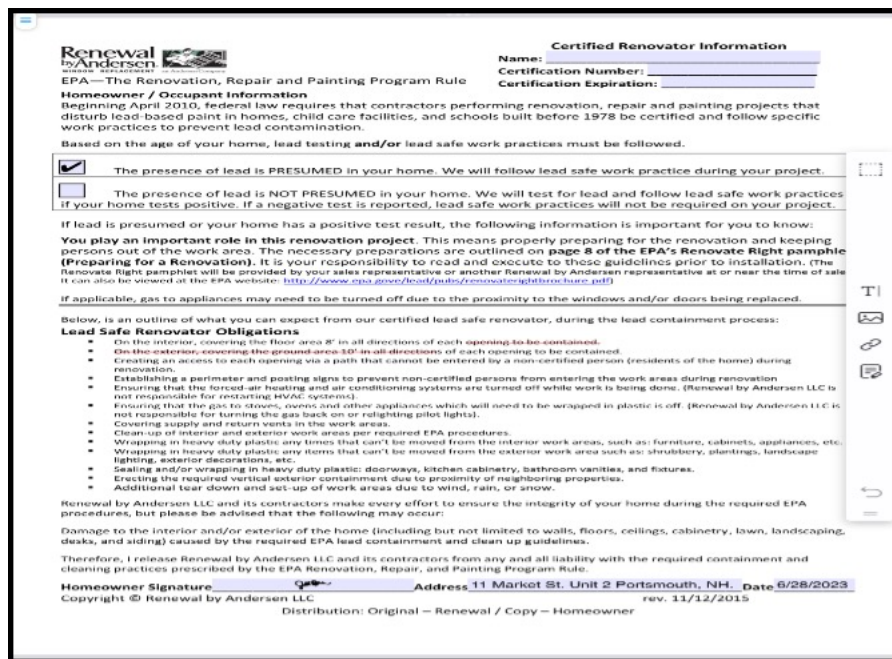 Certified Renovator Information
Renewal
byAndersen.
WINDOW REPLACEMENT an Andersen Company
Name:
Certification Number:
EPA—The Renovation, Repair and Painting Program Rule
Certification Expiration:
Homeowner / Occupant Information
Beginning April 2010, federal law requires that contractors performing renovation, repair and painting projects that
disturb lead-based paint in homes, child care facilities, and schools built before 1978 be certified and follow specific
work practices to prevent lead contamination.
Based on the age of your home, lead testing and/or lead safe work practices must be followed.
✔ The presence of lead is PRESUMED in your home. We will follow lead safe work practice during your project.
The presence of lead is NOT PRESUMED in your home. We will test for lead and follow lead safe work practices
if your home tests positive. If a negative test is reported, lead safe work practices will not be required on your project.
If lead is presumed or your home has a positive test result, the following information is important for you to know:
You play an important role in this renovation project. This means properly preparing for the renovation and keeping
persons out of the work area. The necessary preparations are outlined on page 8 of the EPA's Renovate Right pamphle
(Preparing for a Renovation). It is your responsibility to read and execute to these guidelines prior to installation. (The
Renovate Right pamphlet will be provided by your sales representative or another Renewal by Andersen representative at or near the time of sale
It can also be viewed at the EPA website: http://www.epa.gove/lead/pubs/renovaterightbrochure.pdf)
If applicable, gas to appliances may need to be turned off due to the proximity to the windows and/or doors being replaced.
Below, is an outline of what you can expect from our certified lead safe renovator, during the lead containment process:
Lead Safe Renovator Obligations
• On the interior, covering the floor area 8' in all directions of each opening to be contained.
• On the exterior, covering the ground area 10' in all directions of each opening to be contained.
• Creating an access to each opening via a path that cannot be entered by a non-certified person (residents of the home) during
renovation.
• Establishing a perimeter and posting signs to prevent non-certified persons from entering the work areas during renovation
• Ensuring that the forced-air heating and air conditioning systems are turned off while work is being done. (Renewal by Andersen LLC is
not responsible for restarting HVAC systems).
• Ensuring that the gas to stoves, ovens and other appliances which will need to be wrapped in plastic is off. (Renewal by Andersen LLC is
not responsible for turning the gas back on or relighting pilot lights).
• Covering supply and return vents in the work areas.
• Clean-up of interior and exterior work areas per required EPA procedures.
• Wrapping in heavy duty plastic any times that can't be moved from the interior work areas, such as: furniture, cabinets, appliances, etc.
• Wrapping in heavy duty plastic any items that can't be moved from the exterior work area such as: shrubbery, plantings, landscape
lighting, exterior decorations, etc.
• Sealing and/or wrapping in heavy duty plastic: doorways, kitchen cabinetry, bathroom vanities, and fixtures.
• Erecting the required vertical exterior containment due to proximity of neighboring properties.
• Additional tear down and set-up of work areas due to wind, rain, or snow.
Renewal by Andersen LLC and its contractors make every effort to ensure the integrity of your home during the required EPA
procedures, but please be advised that the following may occur:
Damage to the interior and/or exterior of the home (including but not limited to walls, floors, ceilings, cabinetry, lawn, landscaping,
desks, and siding) caused by the required EPA lead containment and clean up guidelines.
Therefore, I release Renewal by Andersen LLC and its contractors from any and all liability with the required containment and
cleaning practices prescribed by the EPA Renovation, Repair, and Painting Program Rule.
Homeowner Signature Address 11 Market St. Unit 2 Portsmouth, NH. Date 6/28/2023
Copyright © Renewal by Andersen LLC rev. 11/12/2015
Distribution: Original – Renewal / Copy – Homeowner
T